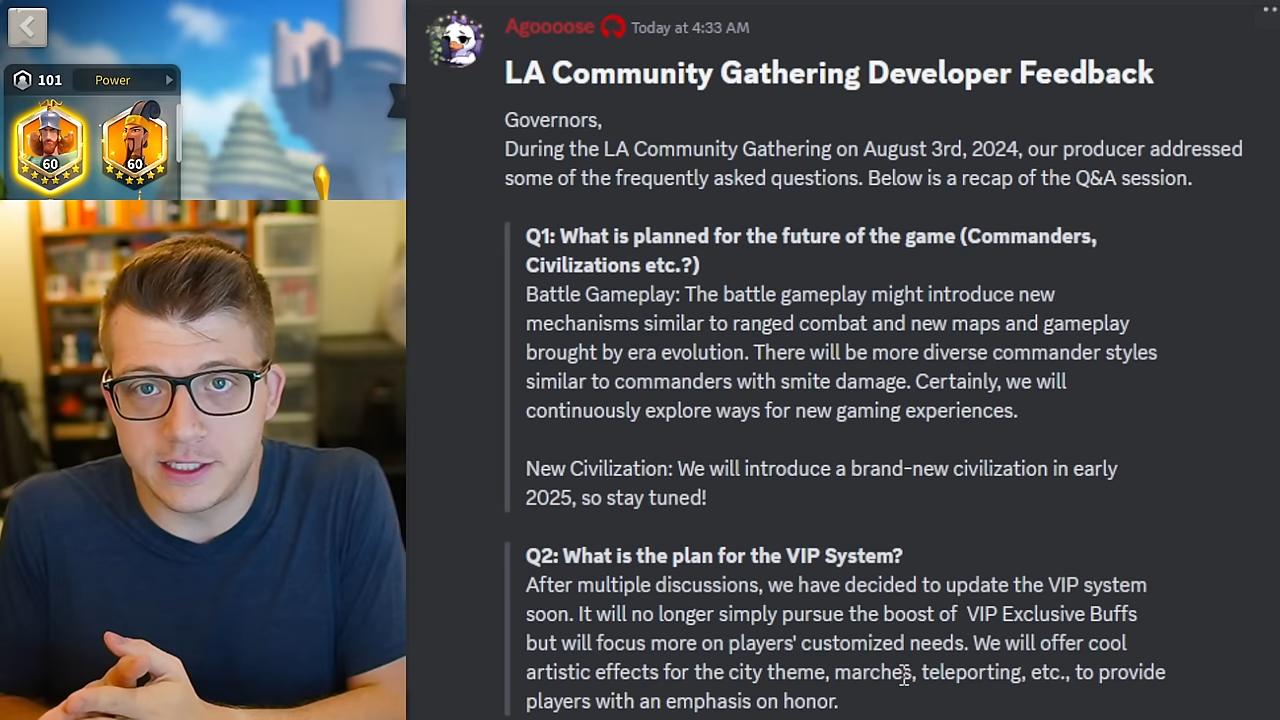 101 Power
60 60
Agoooose Today at 4:33 AM
LA Community Gathering Developer Feedback
Governors,
During the LA Community Gathering on August 3rd, 2024, our producer addressed
some of the frequently asked questions. Below is a recap of the Q&A session.
Q1: What is planned for the future of the game (Commanders,
Civilizations etc.?)
Battle Gameplay: The battle gameplay might introduce new
mechanisms similar to ranged combat and new maps and gameplay
brought by era evolution. There will be more diverse commander styles
similar to commanders with smite damage. Certainly, we will
continuously explore ways for new gaming experiences.
New Civilization: We will introduce a brand-new civilization in early
2025, so stay tuned!
Q2: What is the plan for the VIP System?
After multiple discussions, we have decided to update the VIP system
soon. It will no longer simply pursue the boost of  VIP Exclusive Buffs
but will focus more on players' customized needs. We will offer cool
artistic effects for the city theme, marches, teleporting, etc., to provide
players with an emphasis on honor.